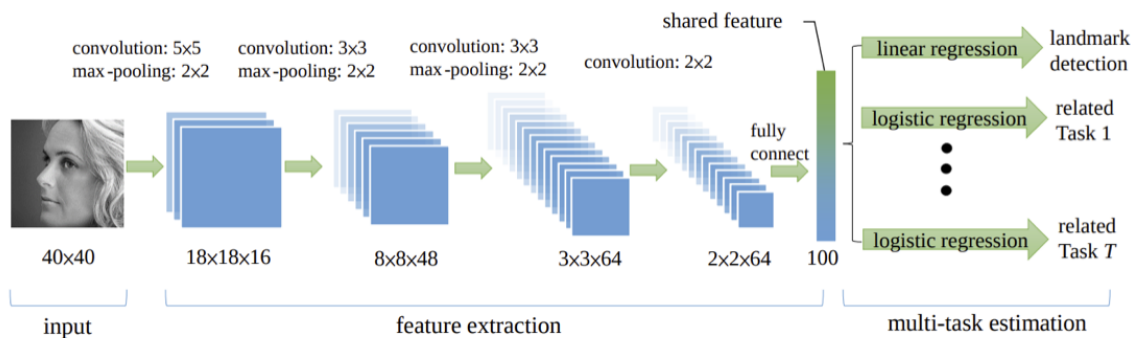 convolution: 5×5
max-pooling: 2×2
convolution: 3×3
max-pooling: 2×2
convolution: 3×3
max-pooling: 2×2
convolution: 2×2
shared feature
fully
connect
linear regression
landmark
detection
logistic regression
related
Task 1
logistic regression
related
Task T
40×40
18×18×16
8×8×48
3×3×64
2×2×64
100
input
feature extraction
multi-task estimation